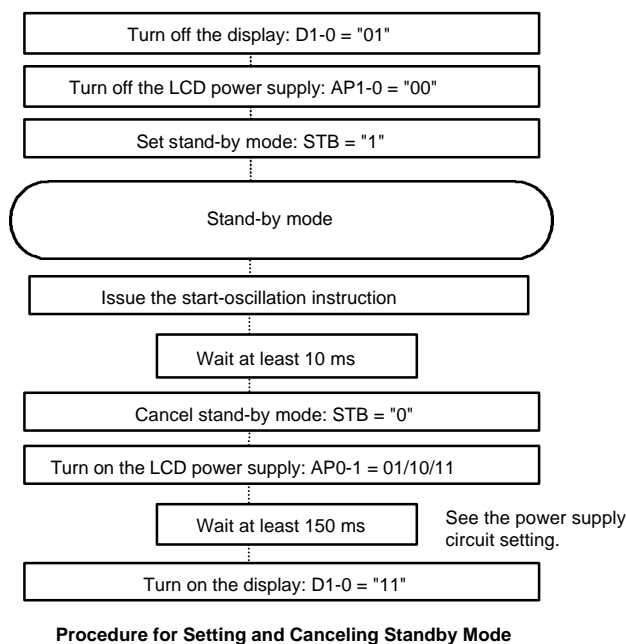 Turn off the display: D1-0 = "01"
Turn off the LCD power supply: AP1-0 = "00"
Set stand-by mode: STB = "1"
Stand-by mode
Issue the start-oscillation instruction
Wait at least 10 ms
Cancel stand-by mode: STB = "0"
Turn on the LCD power supply: AP0-1 = 01/10/11
Wait at least 150 ms
See the power supply
circuit setting.
Turn on the display: D1-0 = "11"
Procedure for Setting and Canceling Standby Mode